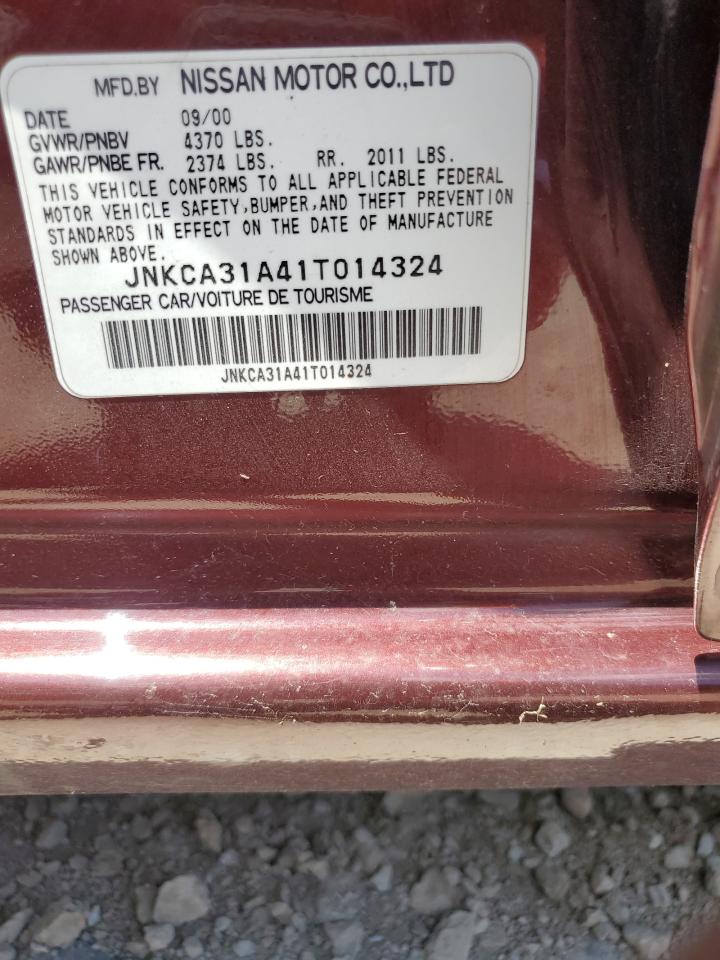 MFD.BY NISSAN MOTOR CO.,LTD
DATE 09/00
GVWR/PNBV 4370 LBS.
GAWR/PNBE FR. 2374 LBS. RR. 2011 LBS.
THIS VEHICLE CONFORMS TO ALL APPLICABLE FEDERAL
MOTOR VEHICLE SAFETY,BUMPER,AND THEFT PREVENTION
STANDARDS IN EFFECT ON THE DATE OF MANUFACTURE
SHOWN ABOVE.
JNKCA31A41T014324
PASSENGER CAR/VOITURE DE TOURISME
JNKCA31A41T014324